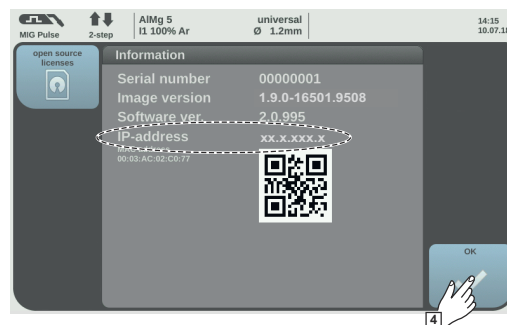 MIG Pulse
2-step
AlMg 5
I1 100% Ar
universal
Ø 1.2mm
14:15
10.07.18
open source
licenses
Information
Serial number 00000001
Image version 1.9.0-16501.9508
Software ver. 2.0.995
IP-address xx.x.xxx.x
00:03:AC:02:C0:77
OK
4